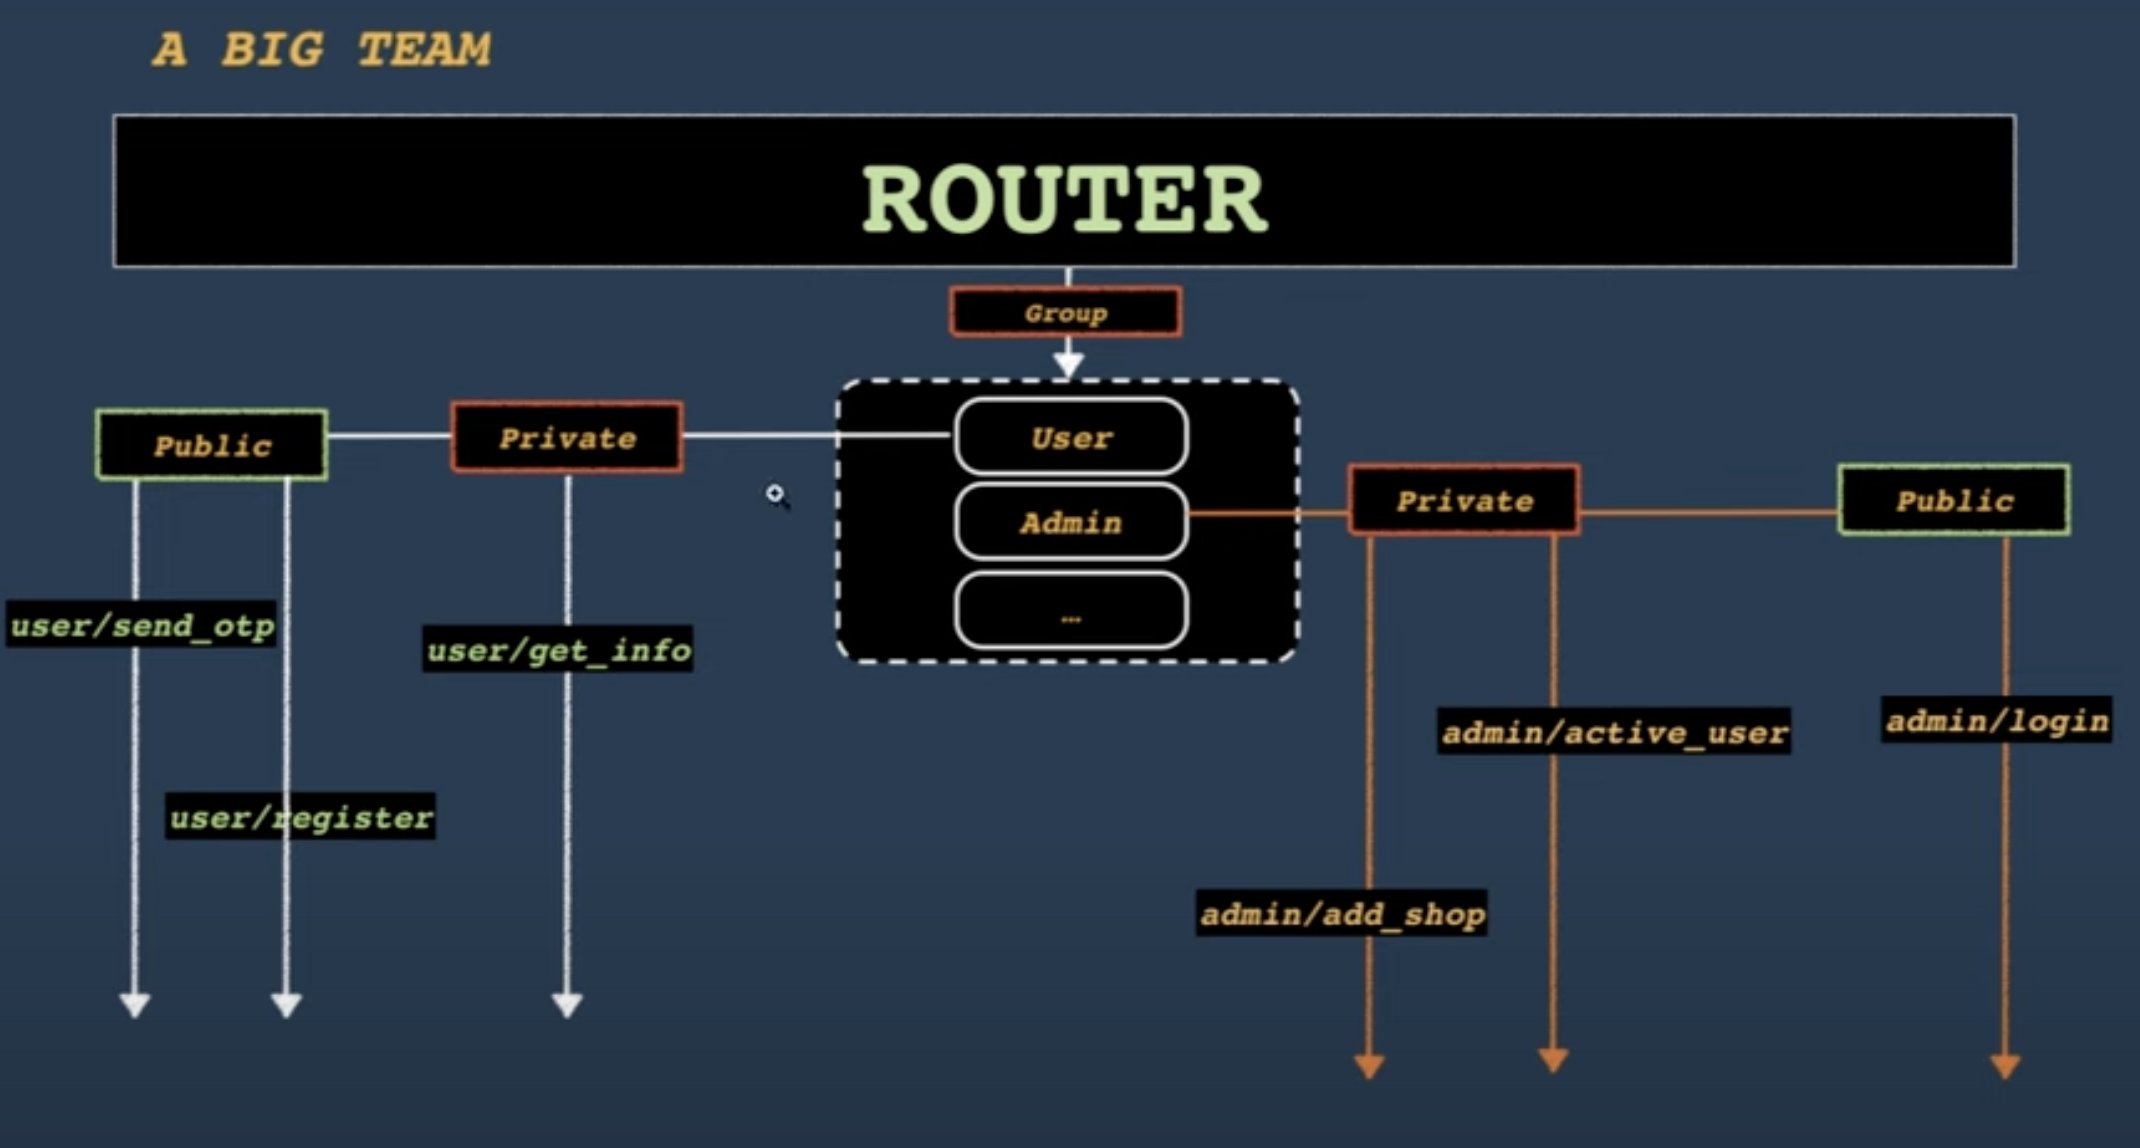 A BIG TEAM
ROUTER
Group
Public
Private
User
Admin
…
Private
Public
user/send_otp
user/get_info
user/register
admin/active_user
admin/login
admin/add_shop